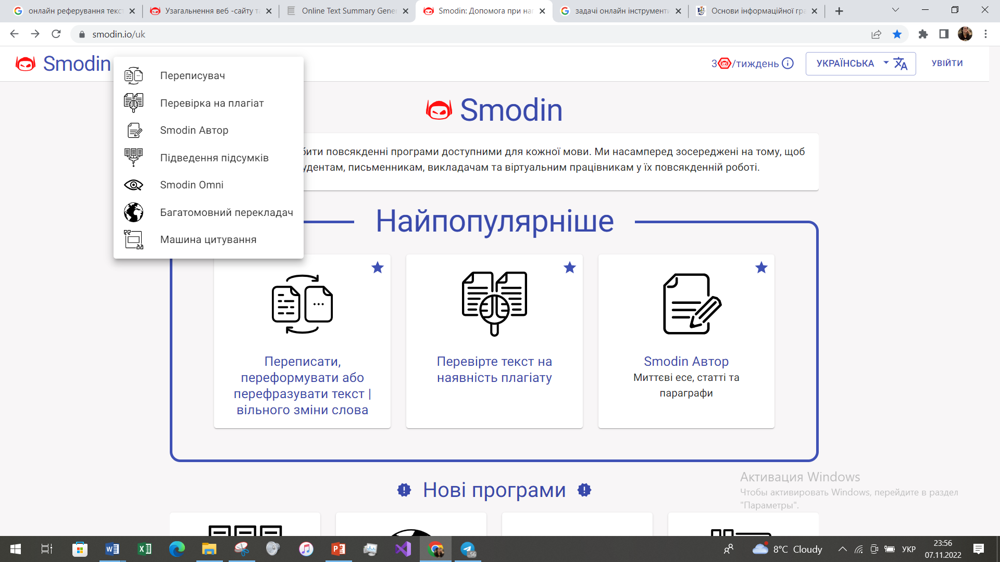 онлайн реферування текс
Узагальнення веб -сайту т
Online Text Summary Gene
Smodin: Допомога при на
задачі онлайн інструменти
Основи інформаційної гра
smodin.io/uk
Smodin
3/тиждень
УКРАЇНСЬКА
УВІЙТИ
Переписувач
Перевірка на плагіат
Smodin Автор
Підведення підсумків
Smodin Omni
Багатомовний перекладач
Машина цитування
Smodin
бити повсякденні програми доступними для кожної мови. Ми насамперед зосереджені на тому, щоб
удентам, письменникам, викладачам та віртуальним працівникам у їх повсякденній роботі.
Найпопулярніше
Переписати,
переформувати або
перефразувати текст |
вільного зміни слова
Перевірте текст на
наявність плагіату
Smodin Автор
Миттєві есе, статті та
параграфи
Нові програми
Активация Windows
Чтобы активировать Windows, перейдите в раздел
"Параметры".
..56
8°C Cloudy
УКР
23:56
07.11.2022